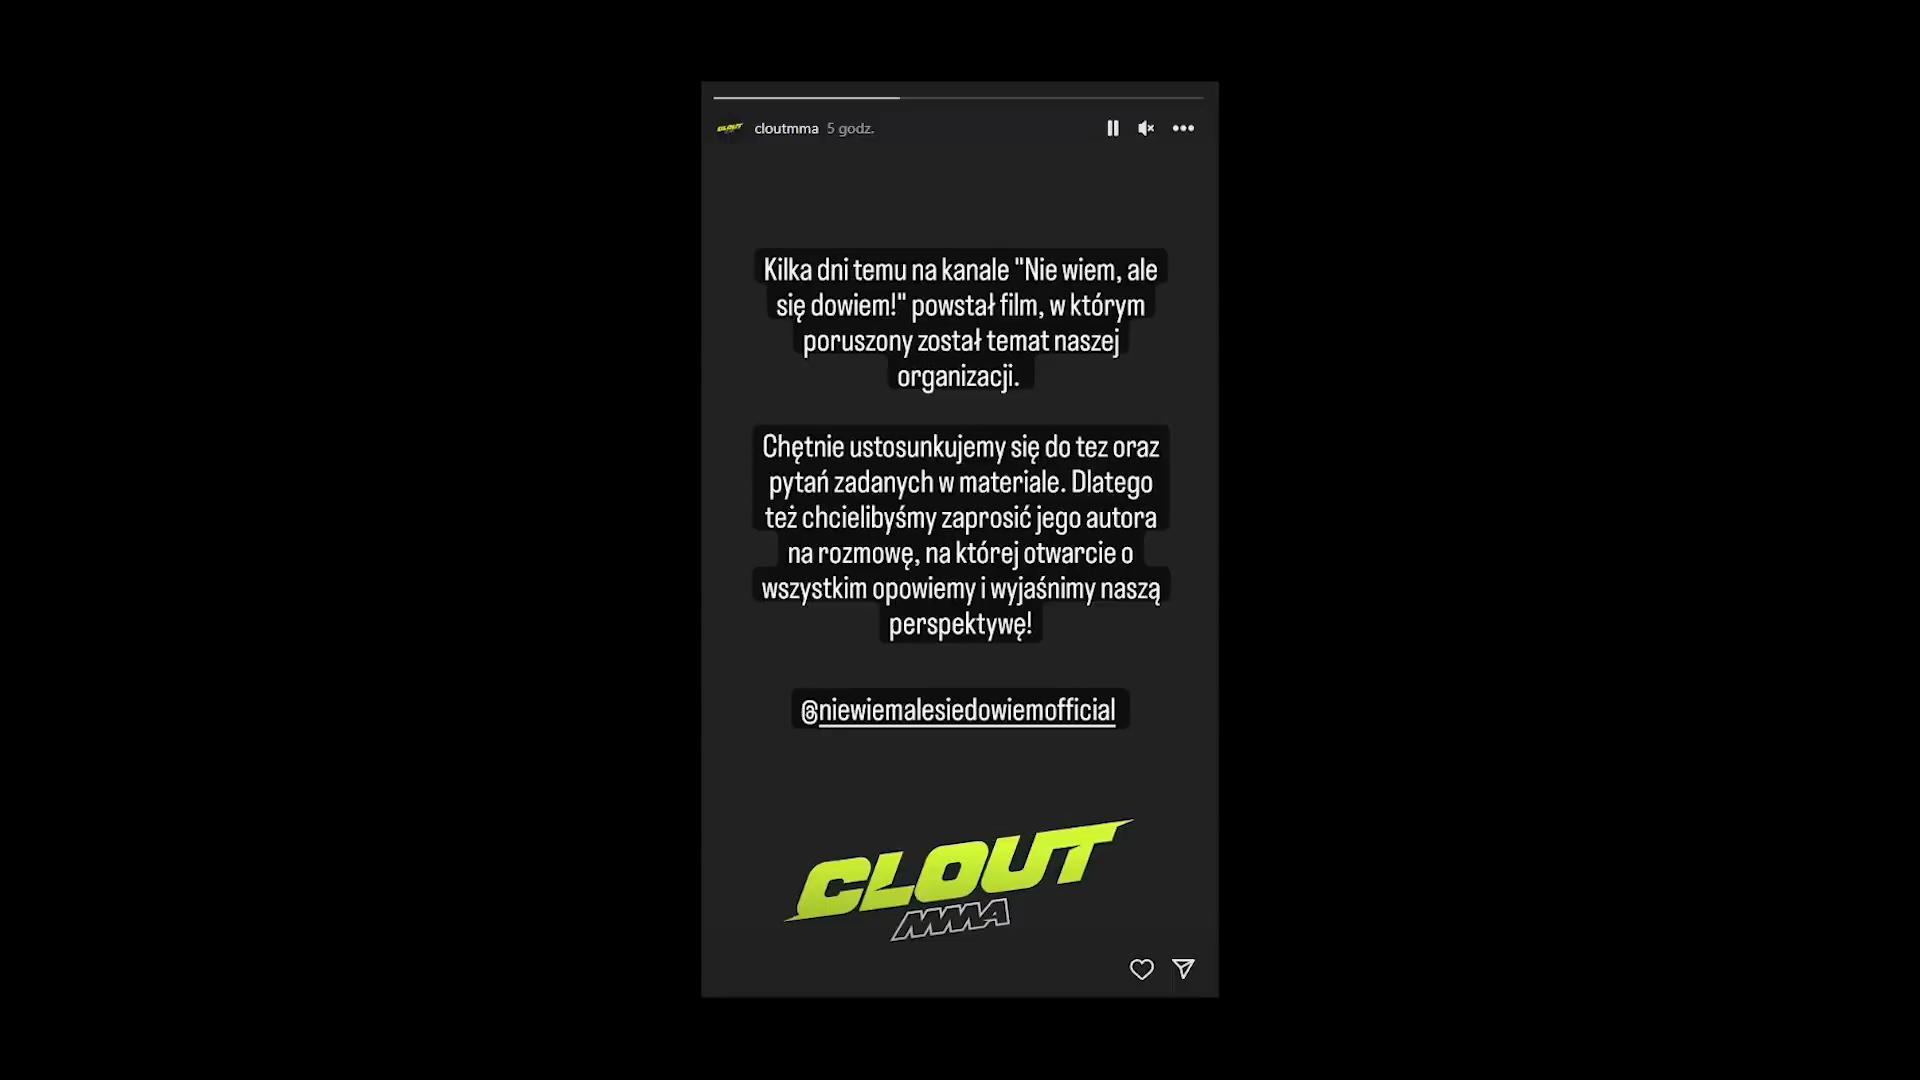 CLOUT
cloutmma 5 godz.
Kilka dni temu na kanale "Nie wiem, ale
się dowiem!" powstał film, w którym
poruszony został temat naszej
organizacji.
Chętnie ustosunkujemy się do tez oraz
pytań zadanych w materiale. Dlatego
też chcielibyśmy zaprosić jego autora
na rozmowę, na której otwarcie o
wszystkim opowiemy i wyjaśnimy naszą
perspektywę!
@niewiemalesiedowiemofficial
CLOUT
MMA